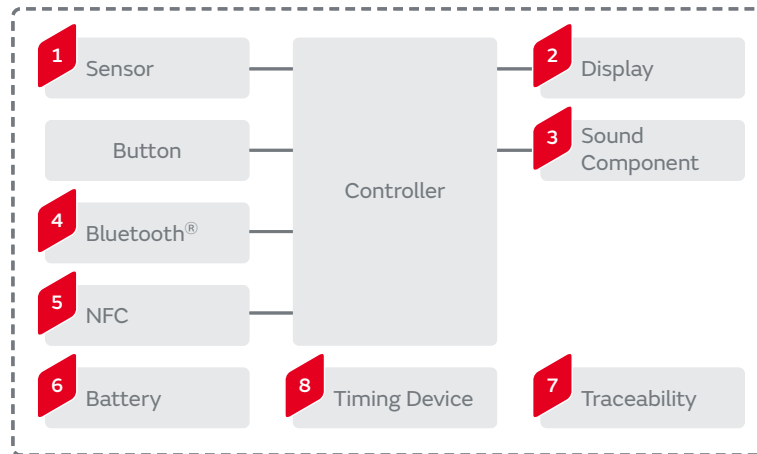 1
Sensor
2
Display
Button
3
Sound
Component
Controller
4
Bluetooth®
5
NFC
6
Battery
8
Timing Device
7
Traceability